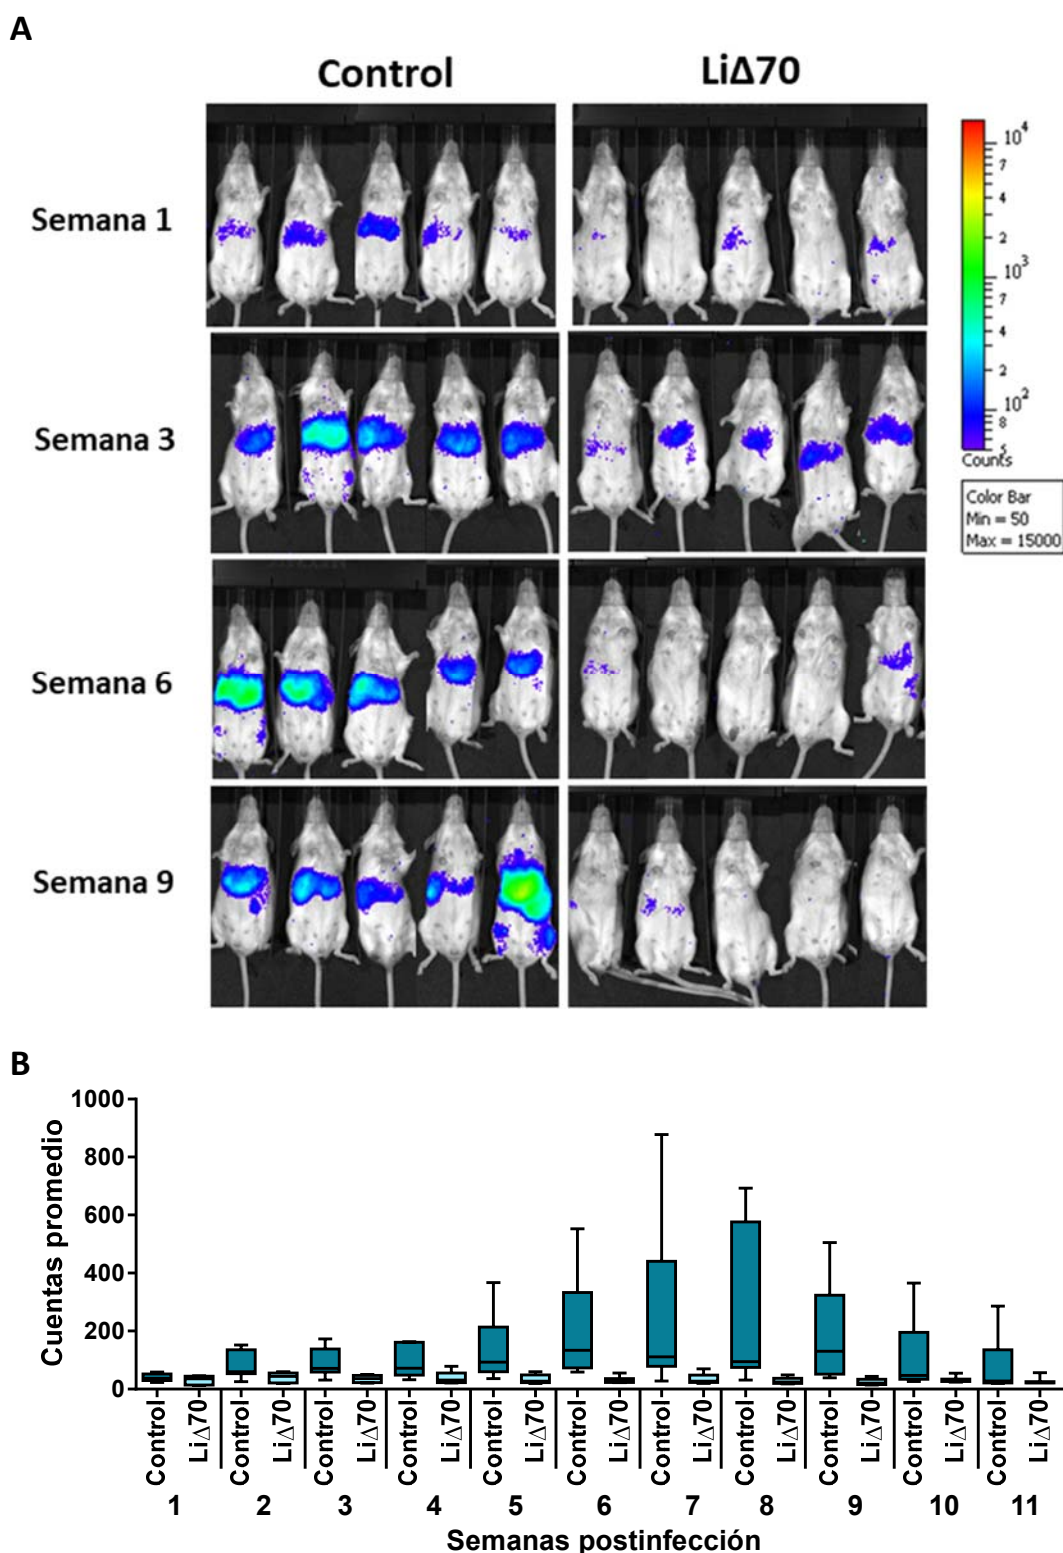 A
Control
LiΔ70
Semana 1
Semana 3
Semana 6
Semana 9
10^4
7
4
2
10^3
7
4
2
10^2
8
Counts
Color Bar
Min = 50
Max = 15000
B
Cuentas promedio
1000
800
600
400
200
0
Control LiΔ70 Control LiΔ70 Control LiΔ70 Control LiΔ70 Control LiΔ70 Control LiΔ70 Control LiΔ70 Control LiΔ70 Control LiΔ70 Control LiΔ70 Control LiΔ70
1 2 3 4 5 6 7 8 9 10 11
Semanas postinfección